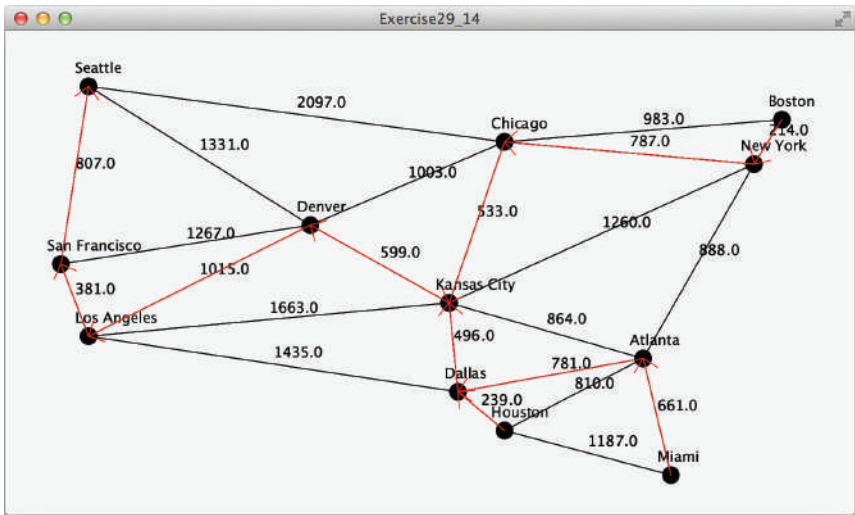 Exercise29_14
Seattle
2097.0
Boston
983.0
Chicago
214.0
787.0
New York
1331.0
807.0
1003.0
Denver
533.0
1260.0
1267.0
San Francisco
599.0
888.0
1015.0
381.0
Kansas City
1663.0
Los Angeles
864.0
496.0
Atlanta
1435.0
781.0
Dallas
810.0
239.0
661.0
Houston
1187.0
Miami